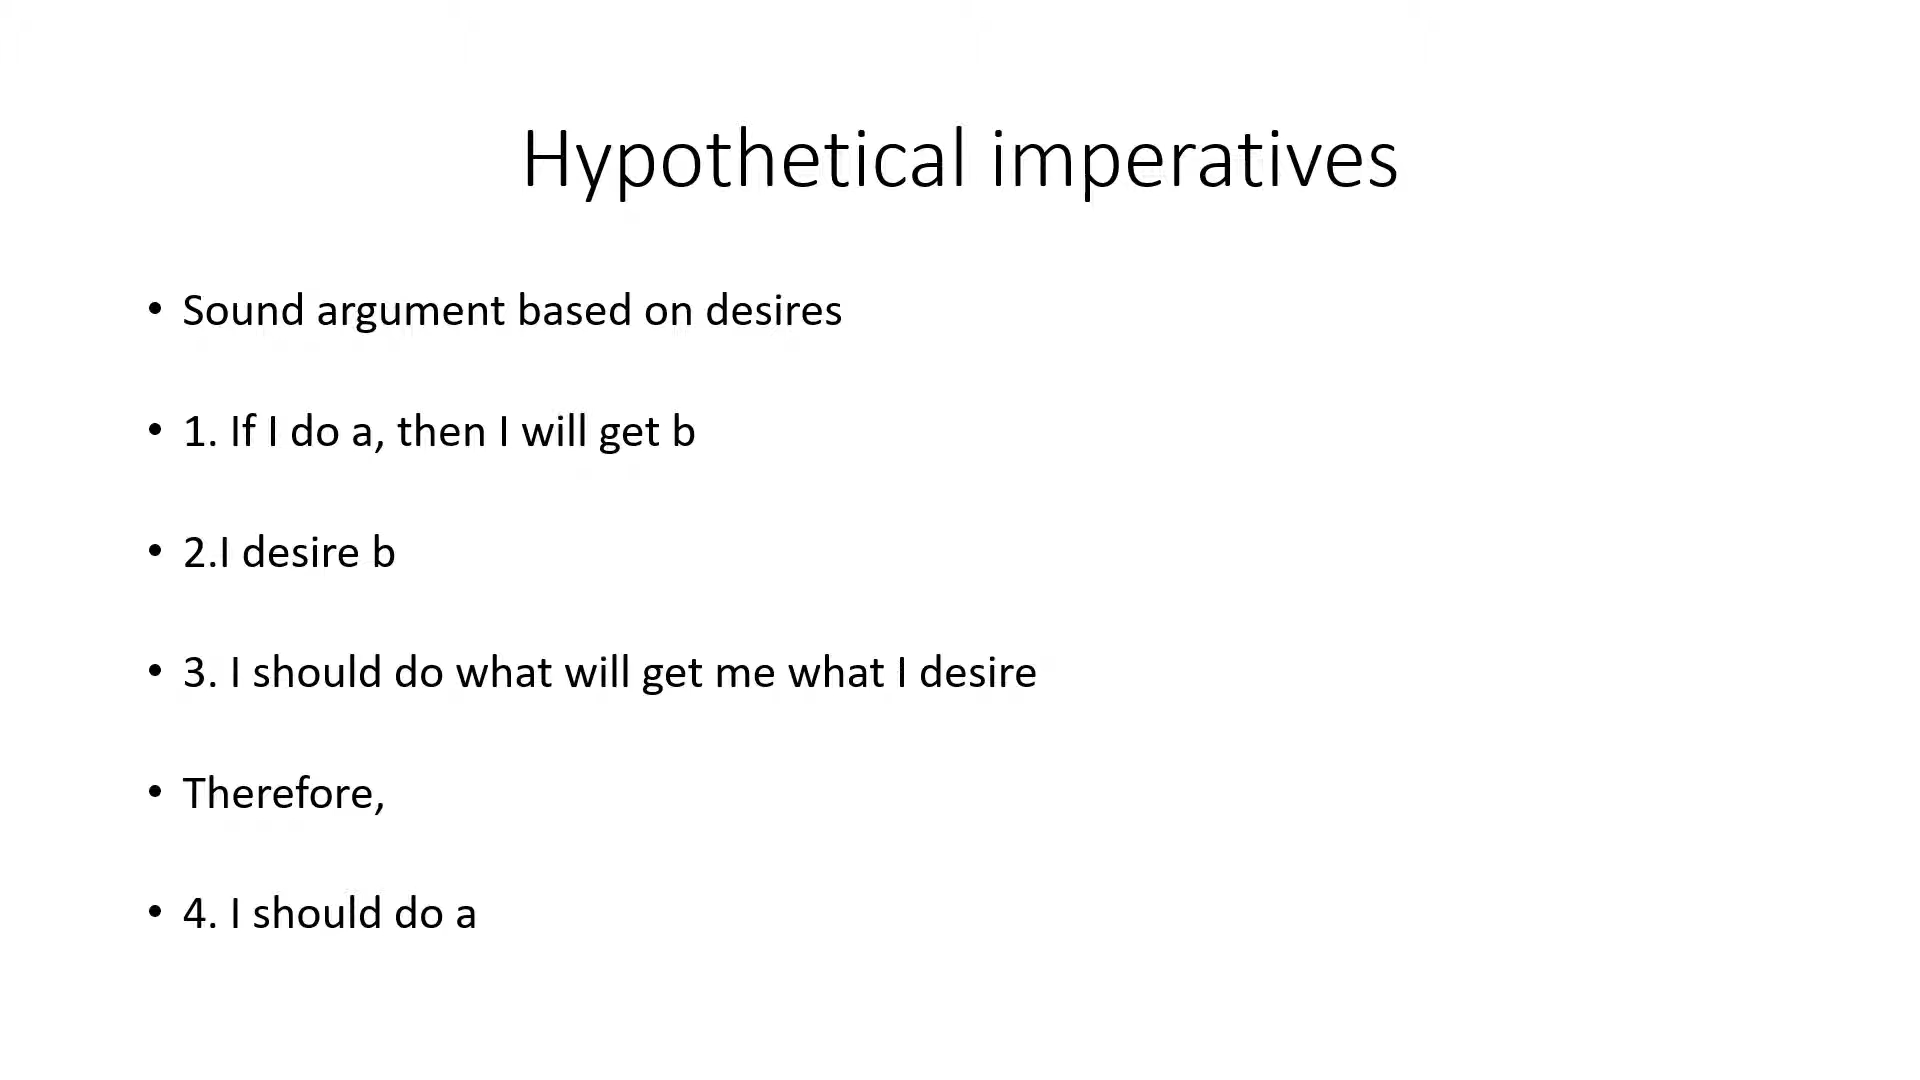 Hypothetical imperatives
• Sound argument based on desires
• 1. If I do a, then I will get b
• 2.I desire b
• 3. I should do what will get me what I desire
• Therefore,
• 4. I should do a